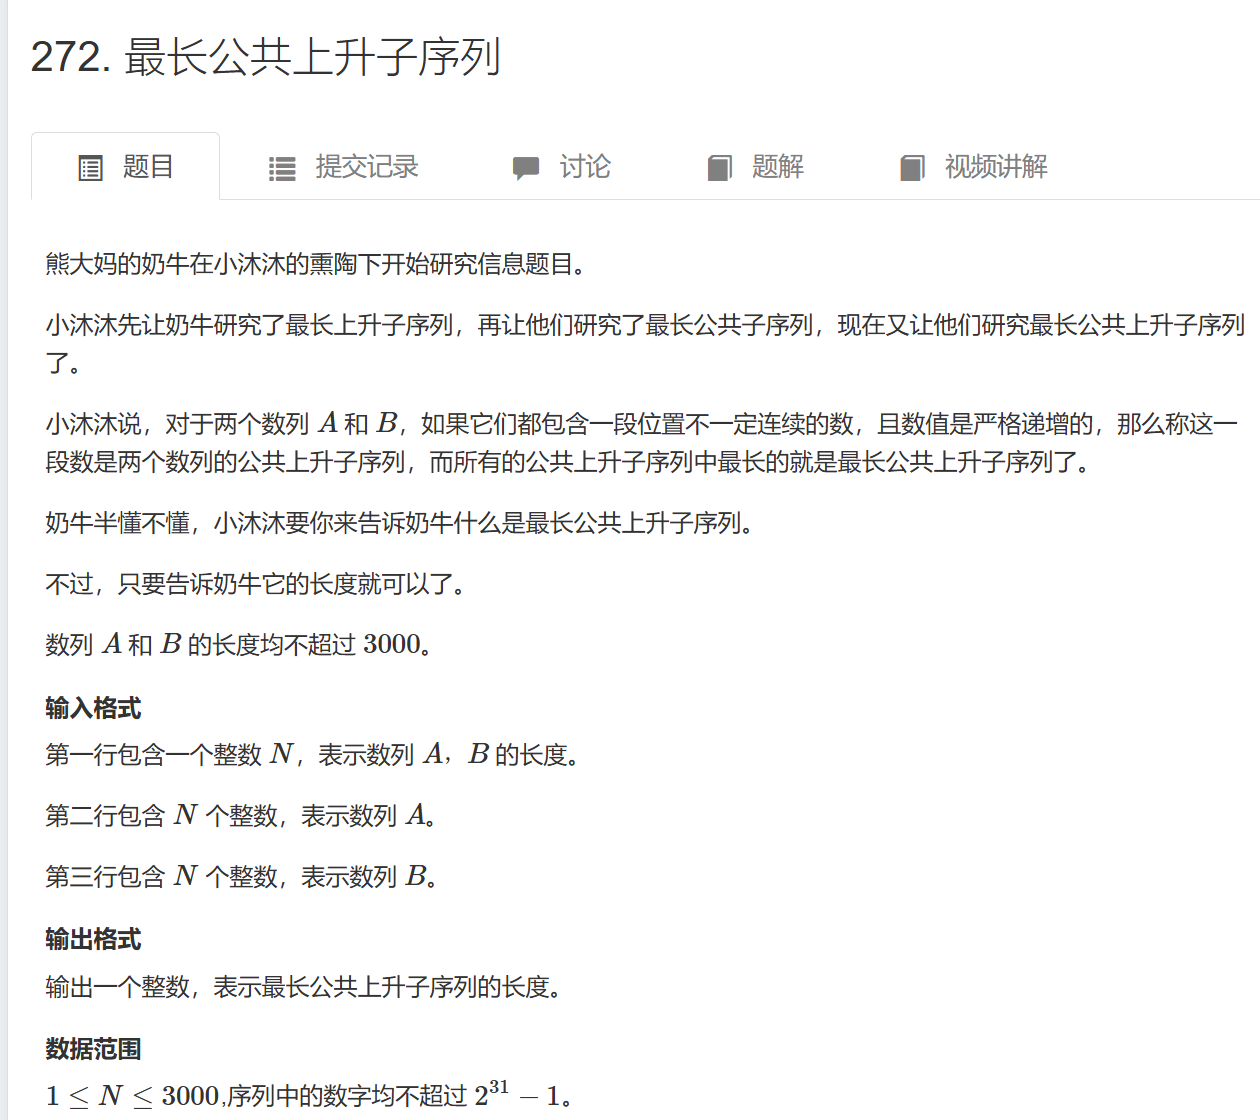 272. 最长公共上升子序列
题目 提交记录 讨论 题解 视频讲解
熊大妈的奶牛在小沐沐的熏陶下开始研究信息题目。
小沐沐先让奶牛研究了最长上升子序列，再让他们研究了最长公共子序列，现在又让他们研究最长公共上升子序列
了。
小沐沐说，对于两个数列 A 和 B，如果它们都包含一段位置不一定连续的数，且数值是严格递增的，那么称这一
段数是两个数列的公共上升子序列，而所有的公共上升子序列中最长的就是最长公共上升子序列了。
奶牛半懂不懂，小沐沐要你来告诉奶牛什么是最长公共上升子序列。
不过，只要告诉奶牛它的长度就可以了。
数列 A 和 B 的长度均不超过 3000。
输入格式
第一行包含一个整数 N，表示数列 A，B 的长度。
第二行包含 N 个整数，表示数列 A。
第三行包含 N 个整数，表示数列 B。
输出格式
输出一个整数，表示最长公共上升子序列的长度。
数据范围
1 ≤ N ≤ 3000,序列中的数字均不超过 2³¹ − 1。